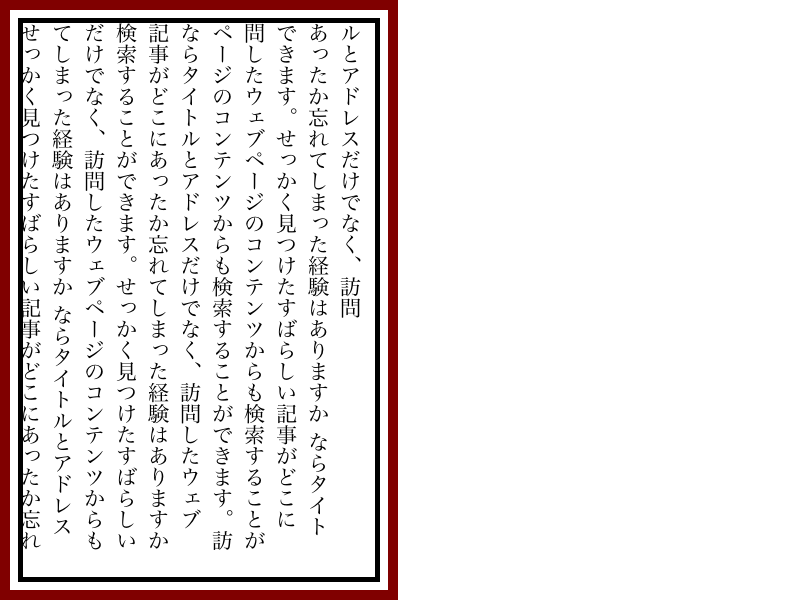 せっかく見つけたすばらしい記事がどこにあったか忘れ
てしまった経験はありますか ならタイトルとアドレス
だけでなく、訪問したウェブページのコンテンツからも
検索することができます。せっかく見つけたすばらしい
記事がどこにあったか忘れてしまった経験はありますか
ならタイトルとアドレスだけでなく、訪問したウェブ
ページのコンテンツからも検索することができます。訪
問したウェブページのコンテンツからも検索することが
できます。せっかく見つけたすばらしい記事がどこに
あったか忘れてしまった経験はありますか ならタイト
ルとアドレスだけでなく、訪問